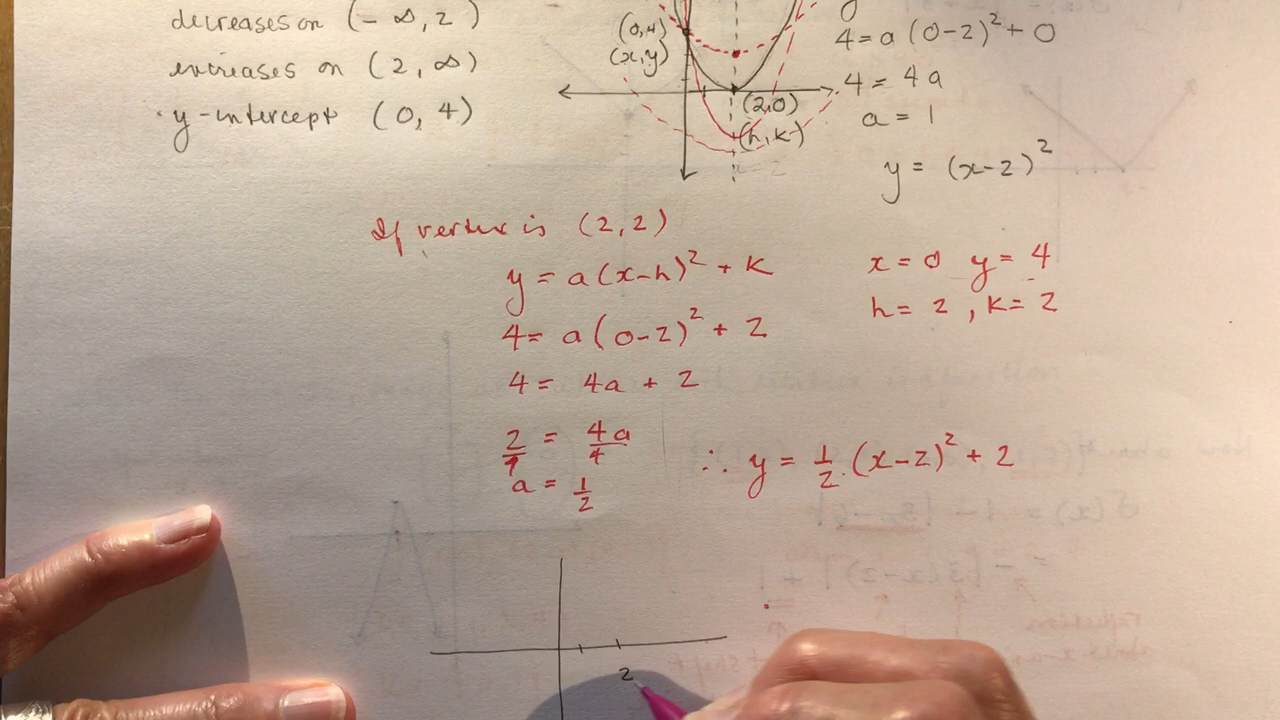 decreases on (-∞, 2)
increases on (2, ∞)
y-intercept (0, 4)
(0,4)
(x,y)
(2,0)
(h,k)
4 = a(0-2)² + 0
4 = 4a
a = 1
y = (x-2)²
If vertex is (2,2)
y = a(x-h)² + k
x = 0 y = 4
h = 2, k = 2
4 = a(0-2)² + 2
4 = 4a + 2
2/4 = 4a/4
a = 1/2
∴ y = 1/2 (x-2)² + 2
2